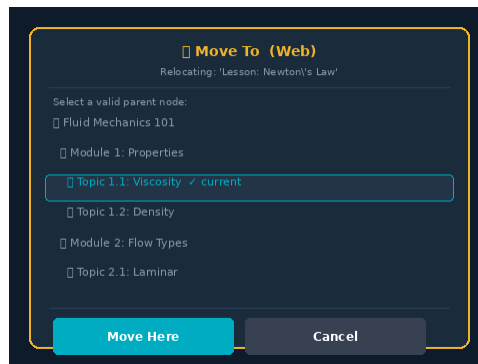 Move To (Web)
Relocating: 'Lesson: Newton\'s Law'
Select a valid parent node:
Fluid Mechanics 101
Module 1: Properties
Topic 1.1: Viscosity ✓ current
Topic 1.2: Density
Module 2: Flow Types
Topic 2.1: Laminar
Move Here
Cancel